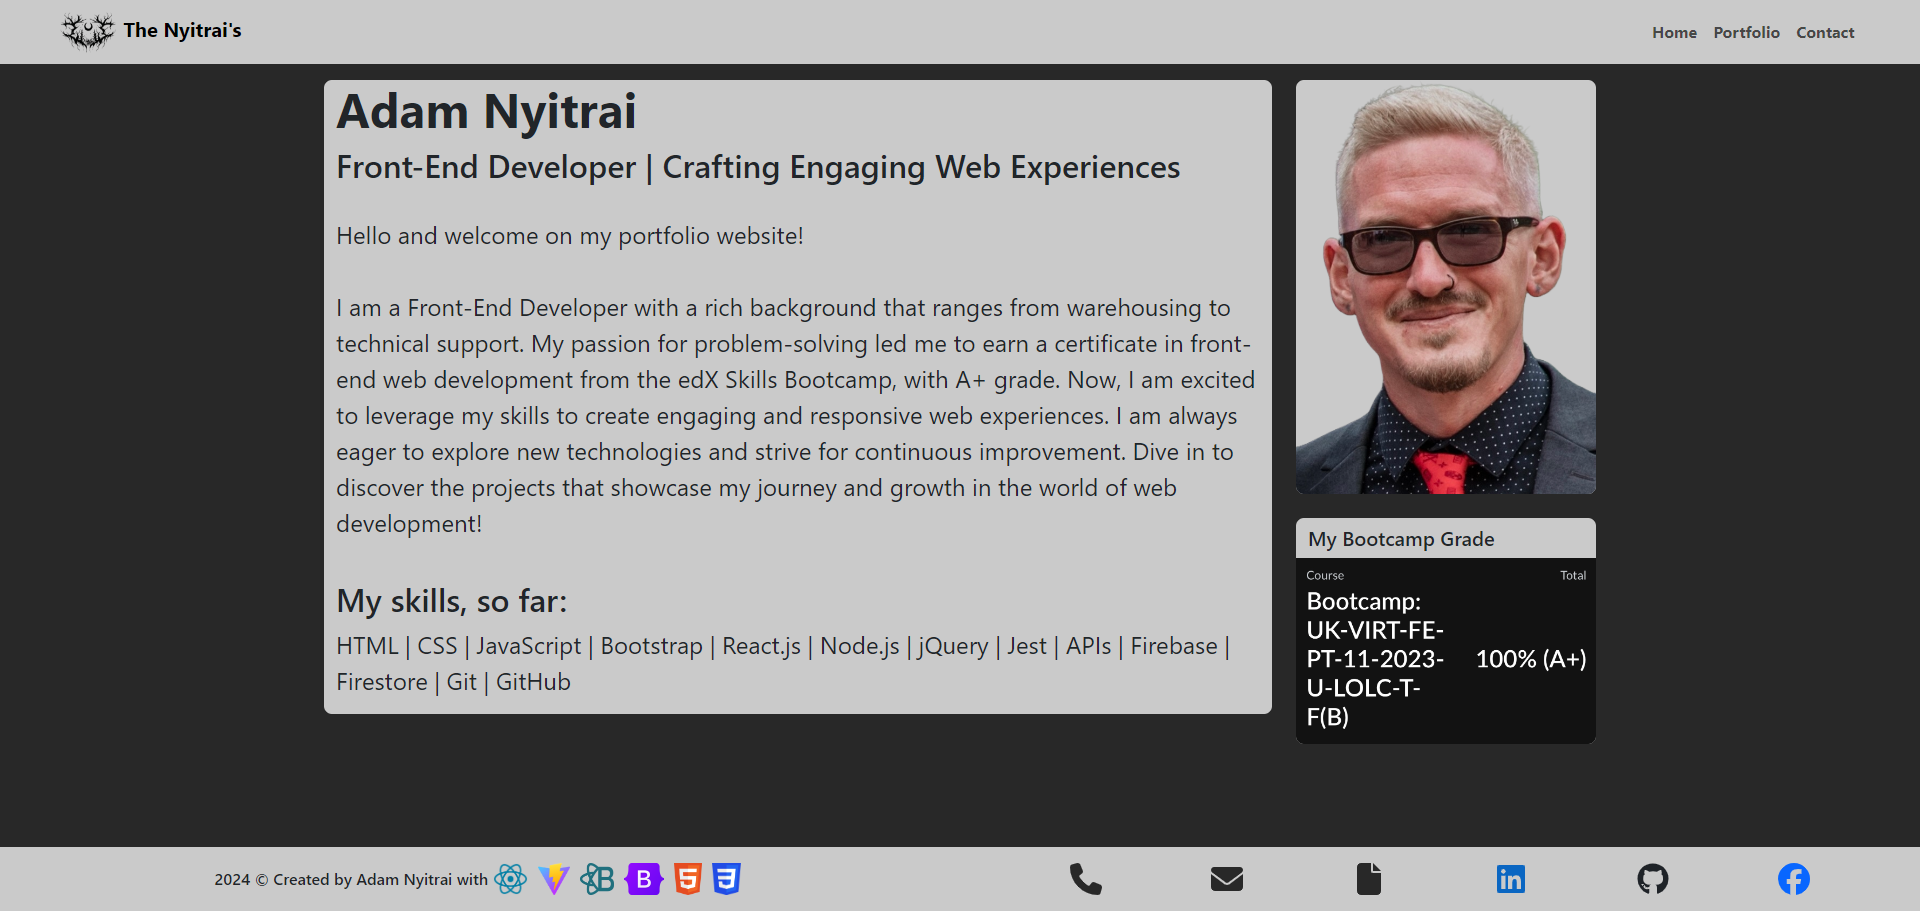 The Nyitrai's
Home Portfolio Contact
Adam Nyitrai
Front-End Developer | Crafting Engaging Web Experiences
Hello and welcome on my portfolio website!
I am a Front-End Developer with a rich background that ranges from warehousing to
technical support. My passion for problem-solving led me to earn a certificate in front-
end web development from the edX Skills Bootcamp, with A+ grade. Now, I am excited
to leverage my skills to create engaging and responsive web experiences. I am always
eager to explore new technologies and strive for continuous improvement. Dive in to
discover the projects that showcase my journey and growth in the world of web
development!
My skills, so far:
HTML | CSS | JavaScript | Bootstrap | React.js | Node.js | jQuery | Jest | APIs | Firebase |
Firestore | Git | GitHub
My Bootcamp Grade
Course Total
Bootcamp:
UK-VIRT-FE-
PT-11-2023-
U-LOLC-T-
F(B)
100% (A+)
2024 © Created by Adam Nyitrai with
B
B
5
3
in
f